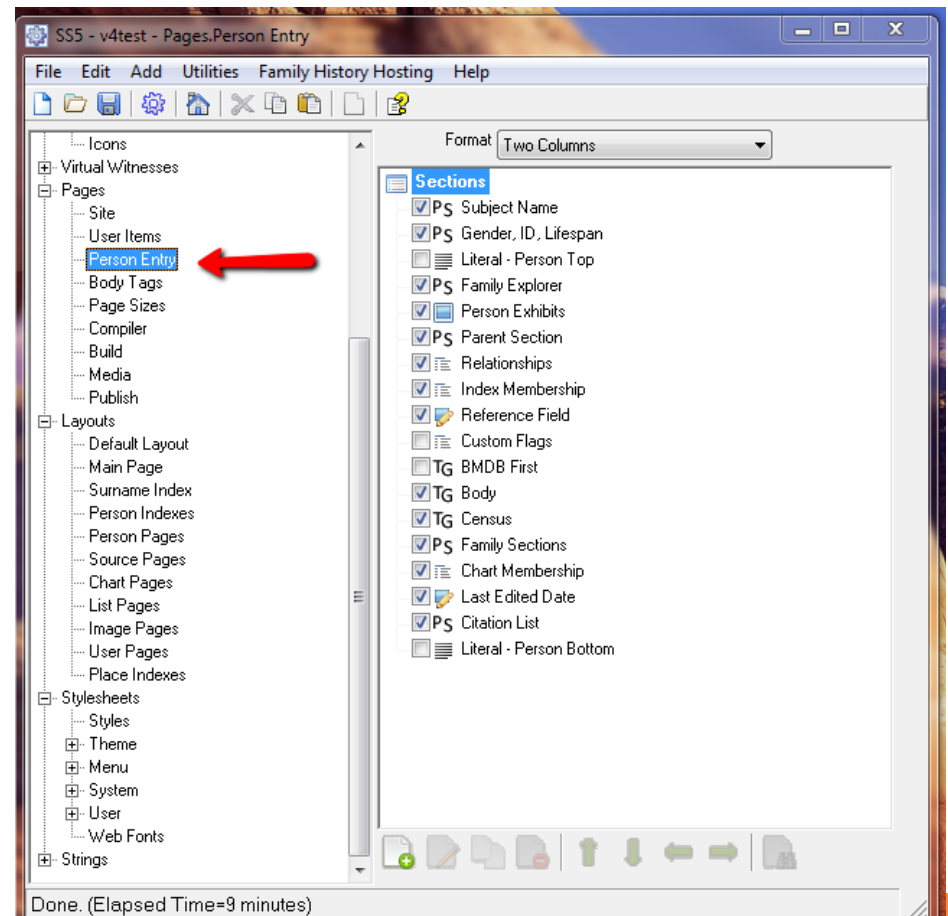 SS5 - v4test - Pages.Person Entry
File Edit Add Utilities Family History Hosting Help
Icons
Virtual Witnesses
Pages
Site
User Items
Person Entry
Body Tags
Page Sizes
Compiler
Build
Media
Publish
Layouts
Default Layout
Main Page
Surname Index
Person Indexes
Person Pages
Source Pages
Chart Pages
List Pages
Image Pages
User Pages
Place Indexes
Stylesheets
Styles
Theme
Menu
System
User
Web Fonts
Strings
Format Two Columns
Sections
PS Subject Name
PS Gender, ID, Lifespan
Literal - Person Top
PS Family Explorer
Person Exhibits
PS Parent Section
Relationships
Index Membership
Reference Field
Custom Flags
TG BMDB First
TG Body
TG Census
PS Family Sections
Chart Membership
Last Edited Date
PS Citation List
Literal - Person Bottom
Done. (Elapsed Time=9 minutes)